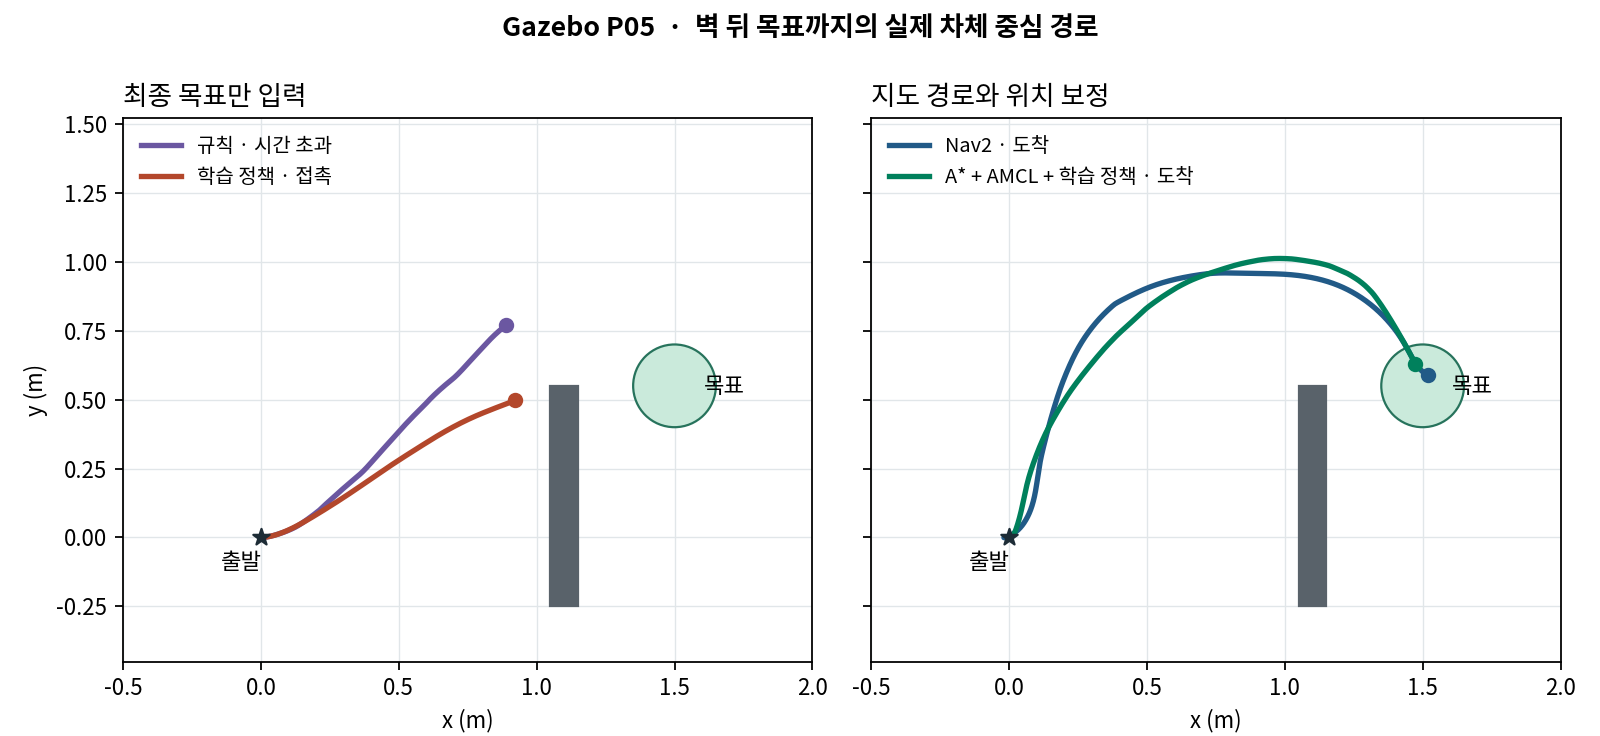 Gazebo P05 · 벽 뒤 목표까지의 실제 차체 중심 경로
최종 목표만 입력
규칙 · 시간 초과
학습 정책 · 접촉
1.50
1.25
1.00
0.75
0.50
0.25
0.00
-0.25
y (m)
목표
출발
-0.5
0.0
0.5
1.0
1.5
2.0
x (m)
지도 경로와 위치 보정
Nav2 · 도착
A* + AMCL + 학습 정책 · 도착
목표
출발
-0.5
0.0
0.5
1.0
1.5
2.0
x (m)